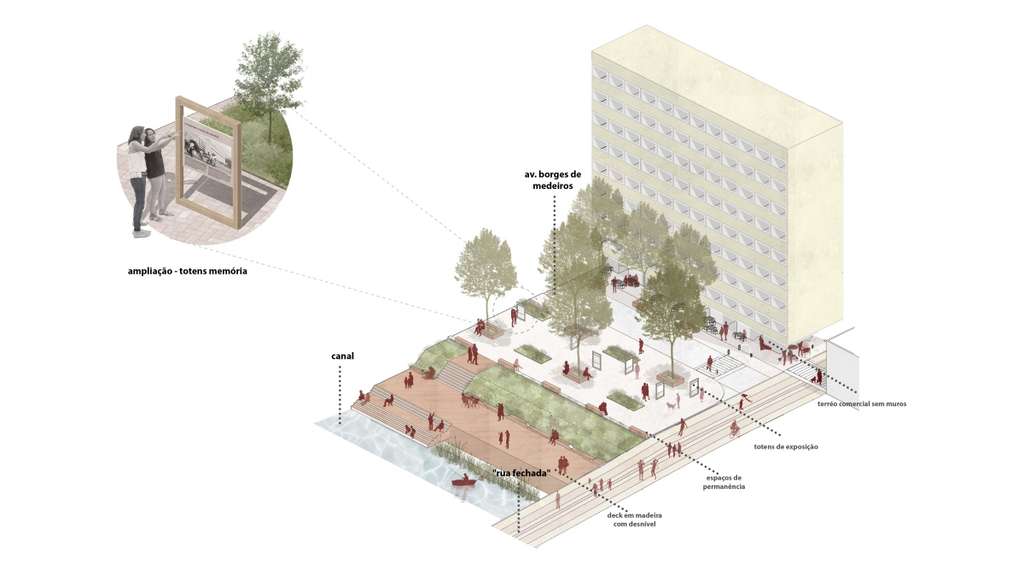 av. borges de
medeiros
ampliação - totens memória
canal
terréo comercial sem muros
totens de exposição
"rua fechada"
espaços de
permanência
deck em madeira
com desnível